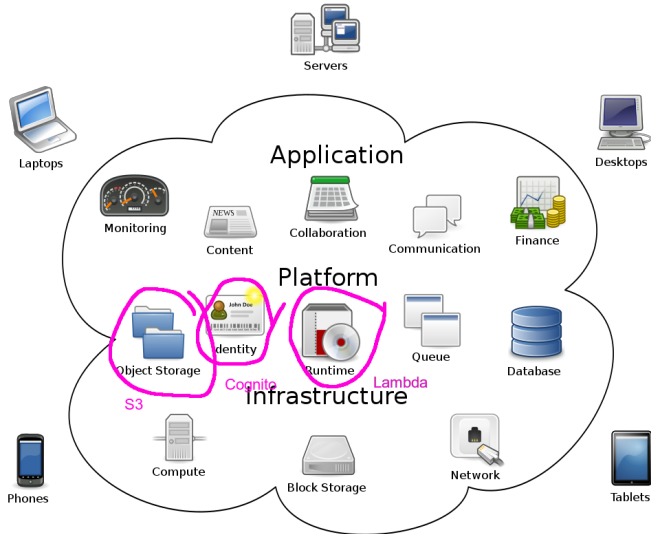 Servers
Laptops
Desktops
Application
Monitoring
NEWS
Content
Collaboration
Communication
Finance
Platform
John Doe
Object Storage
Identity
Runtime
Queue
Database
S3
Cognito
Lambda
Infrastructure
Compute
Block Storage
Network
Phones
Tablets